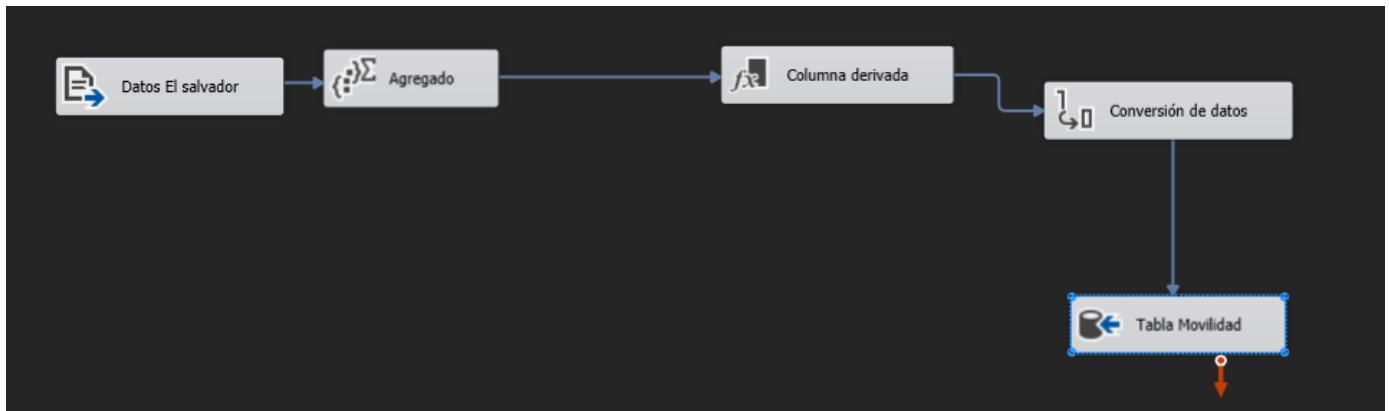 Datos El salvador
Agregado
Columna derivada
Conversión de datos
Tabla Movilidad